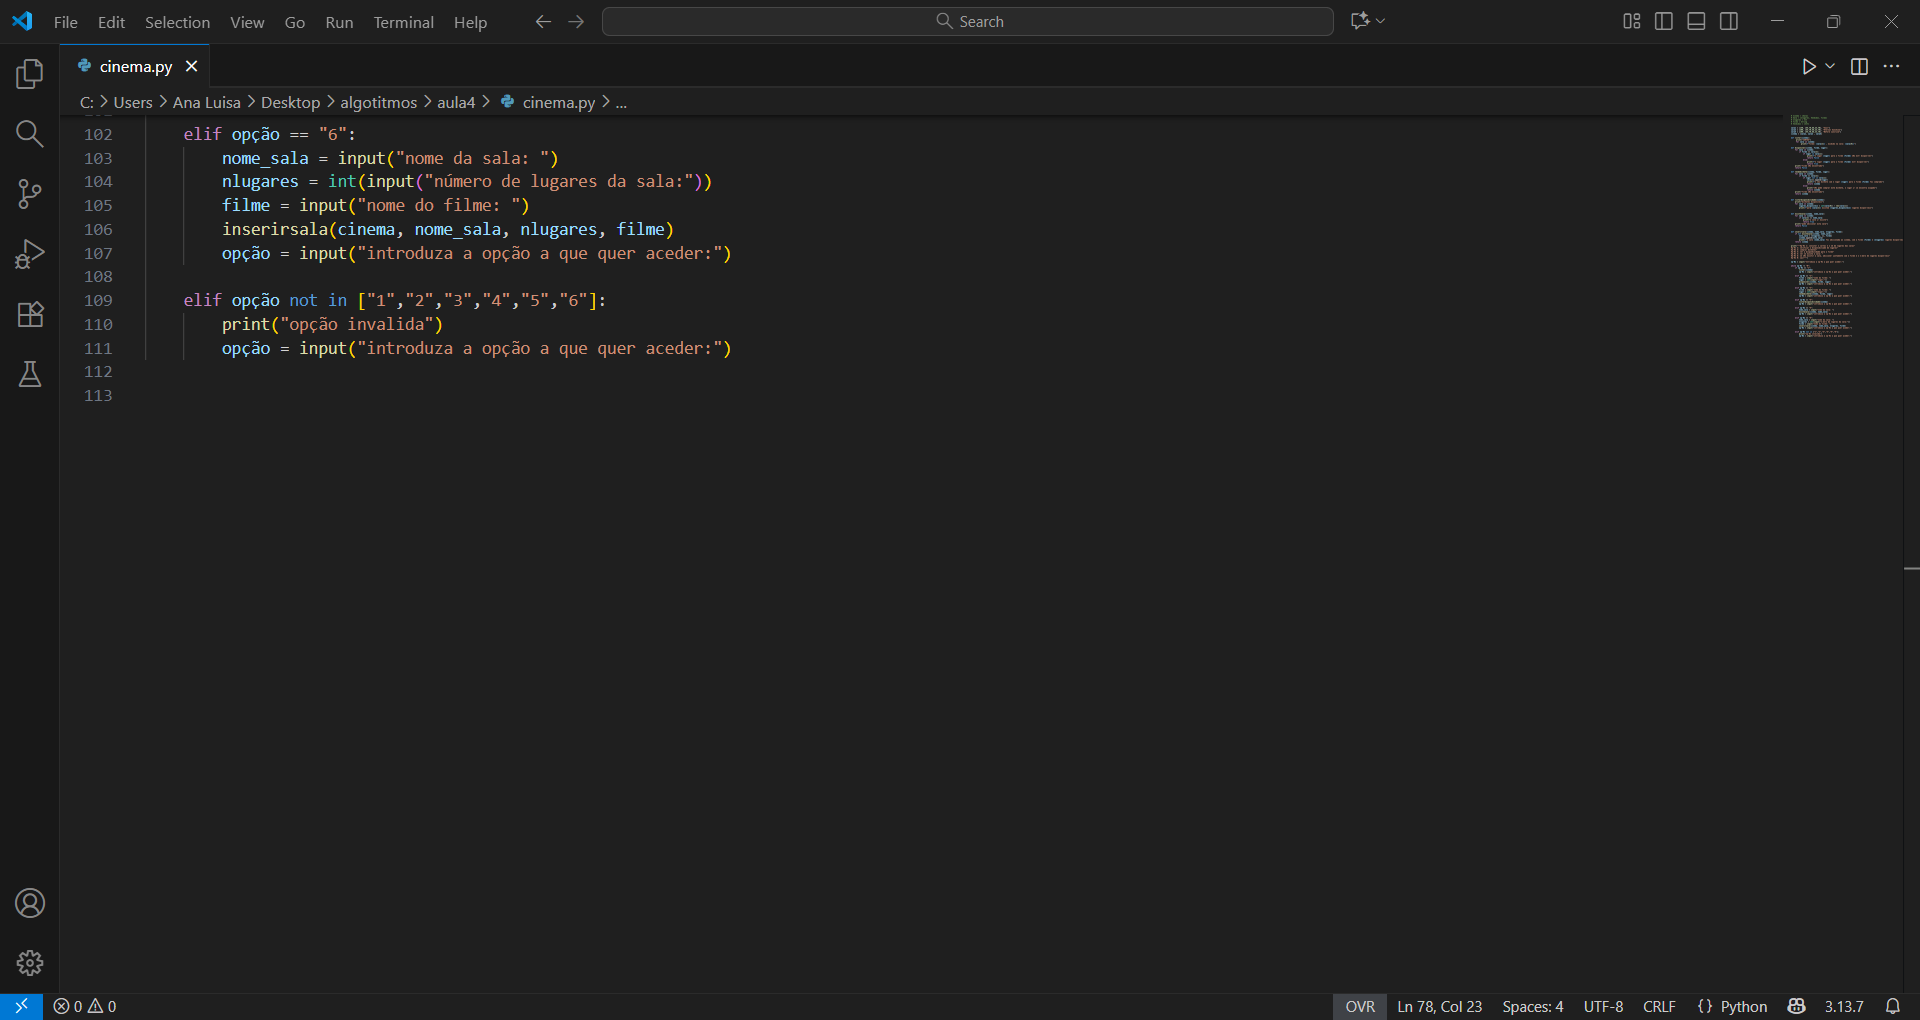 File Edit Selection View Go Run Terminal Help Search
cinema.py
C: > Users > Ana Luisa > Desktop > algotitmos > aula4 > cinema.py > ...
102 elif opção == "6":
103 nome_sala = input("nome da sala: ")
104 nlugares = int(input("número de lugares da sala:"))
105 filme = input("nome do filme: ")
106 inserirsala(cinema, nome_sala, nlugares, filme)
107 opção = input("introduza a opção a que quer aceder:")
108
109 elif opção not in ["1","2","3","4","5","6"]:
110 print("opção invalida")
111 opção = input("introduza a opção a que quer aceder:")
112
113
0 0 OVR Ln 78, Col 23 Spaces: 4 UTF-8 CRLF {} Python 3.13.7